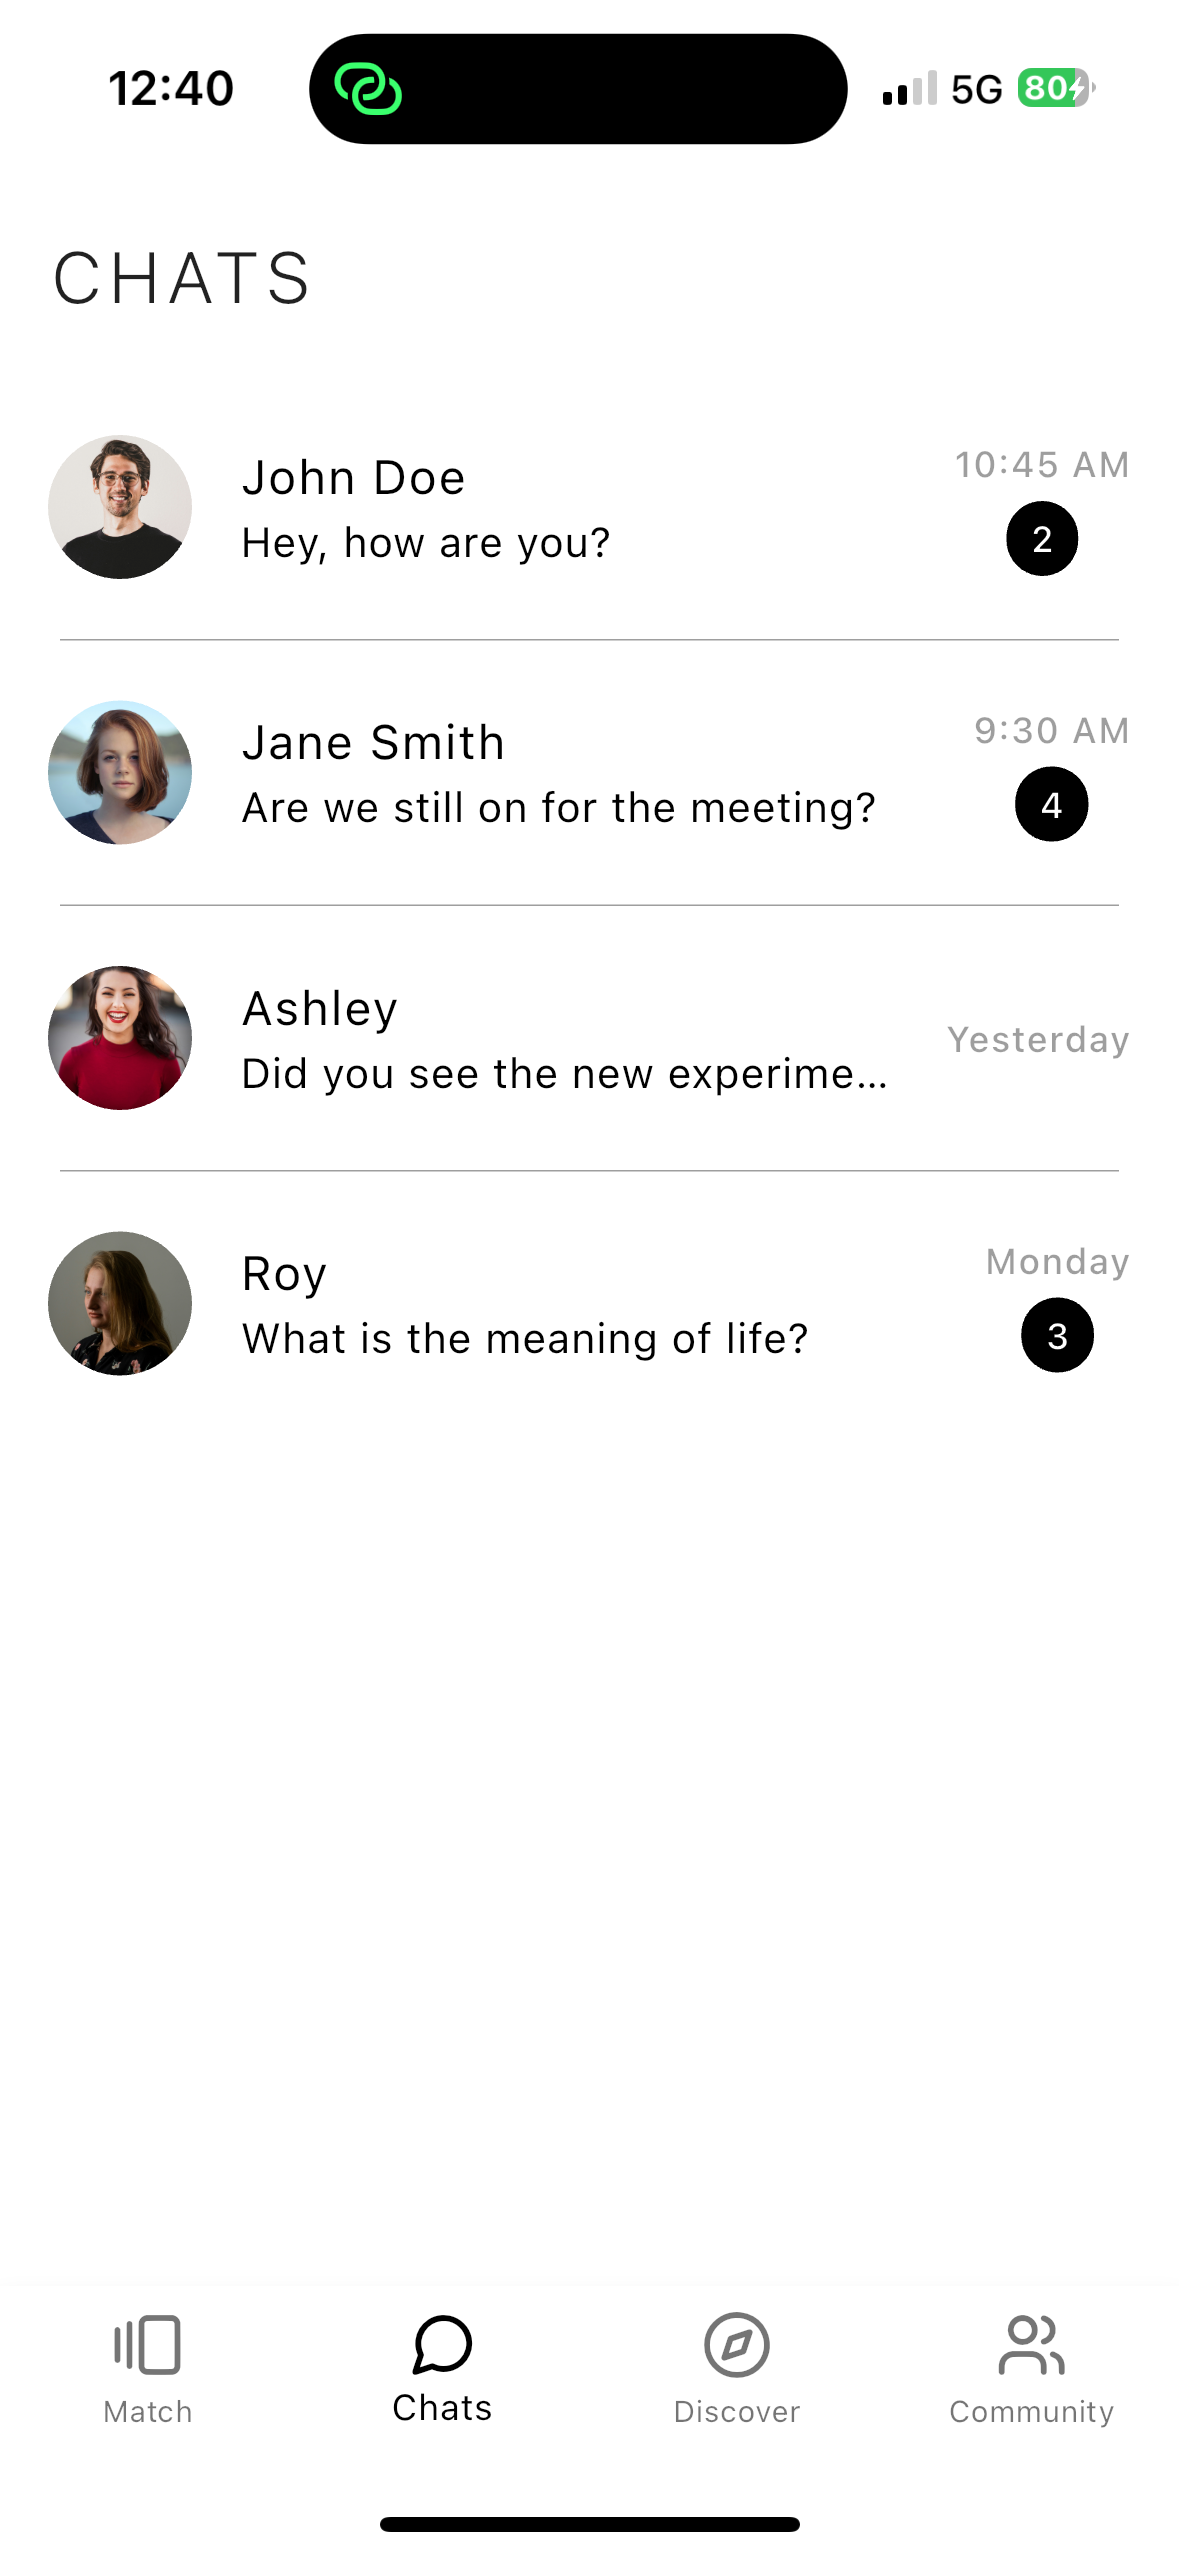 12:40 5G 80
CHATS
John Doe 10:45 AM
Hey, how are you? 2
Jane Smith 9:30 AM
Are we still on for the meeting? 4
Ashley
Yesterday
Did you see the new experime...
Roy Monday
What is the meaning of life? 3
Match Chats Discover Community